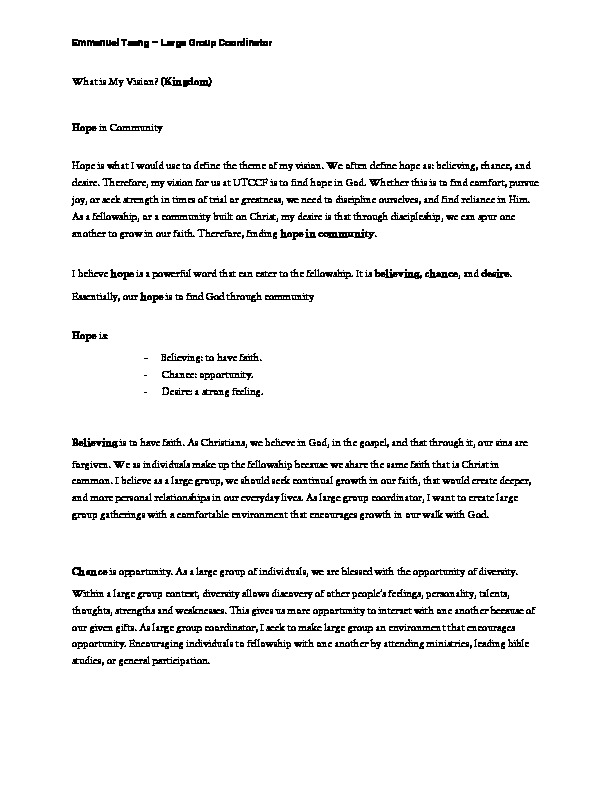 Emmanuel Tsang – Large Group Coordinator
What is My Vision? (Kingdom)
Hope in Community
Hope is what I would use to define the theme of my vision. We often define hope as: believing, chance, and
desire. Therefore, my vision for us at UTCCF is to find hope in God. Whether this is to find comfort, pursue
joy, or seek strength in times of trial or greatness, we need to discipline ourselves, and find reliance in Him.
As a fellowship, or a community built on Christ, my desire is that through discipleship, we can spur one
another to grow in our faith. Therefore, finding hope in community.
I believe hope is a powerful word that can cater to the fellowship. It is believing, chance, and desire.
Essentially, our hope is to find God through community
Hope is:
- Believing: to have faith.
- Chance: opportunity.
- Desire: a strong feeling.
Believing is to have faith. As Christians, we believe in God, in the gospel, and that through it, our sins are
forgiven. We as individuals make up the fellowship because we share the same faith that is Christ in
common. I believe as a large group, we should seek continual growth in our faith, that would create deeper,
and more personal relationships in our everyday lives. As large group coordinator, I want to create large
group gatherings with a comfortable environment that encourages growth in our walk with God.
Chance is opportunity. As a large group of individuals, we are blessed with the opportunity of diversity.
Within a large group context, diversity allows discovery of other people's feelings, personality, talents,
thoughts, strengths and weaknesses. This gives us more opportunity to interact with one another because of
our given gifts. As large group coordinator, I seek to make large group an environment that encourages
opportunity. Encouraging individuals to fellowship with one another by attending ministries, leading bible
studies, or general participation.